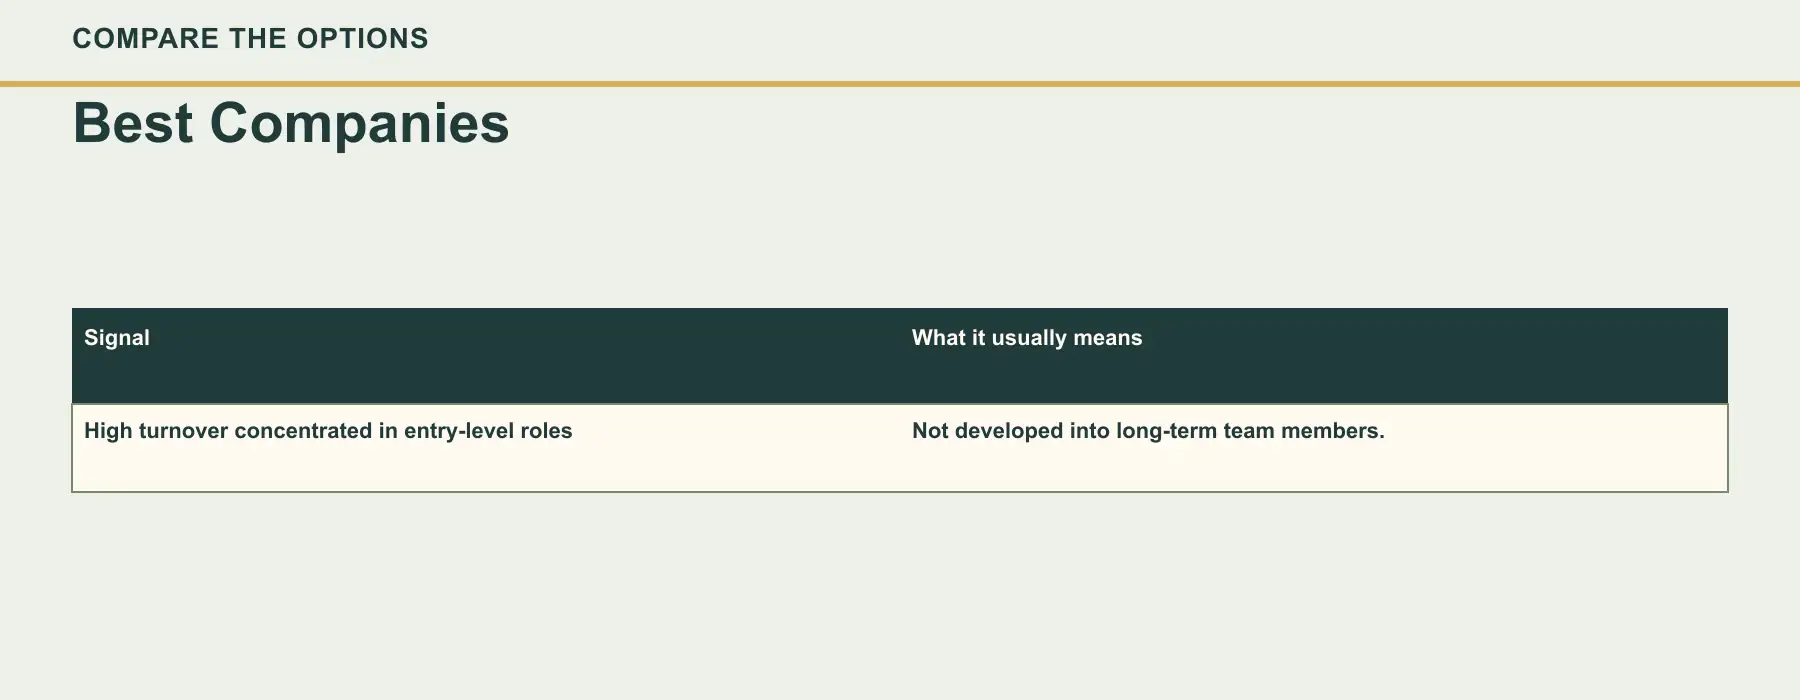 COMPARE THE OPTIONS
Best Companies
Signal
What it usually means
High turnover concentrated in entry-level roles
Not developed into long-term team members.